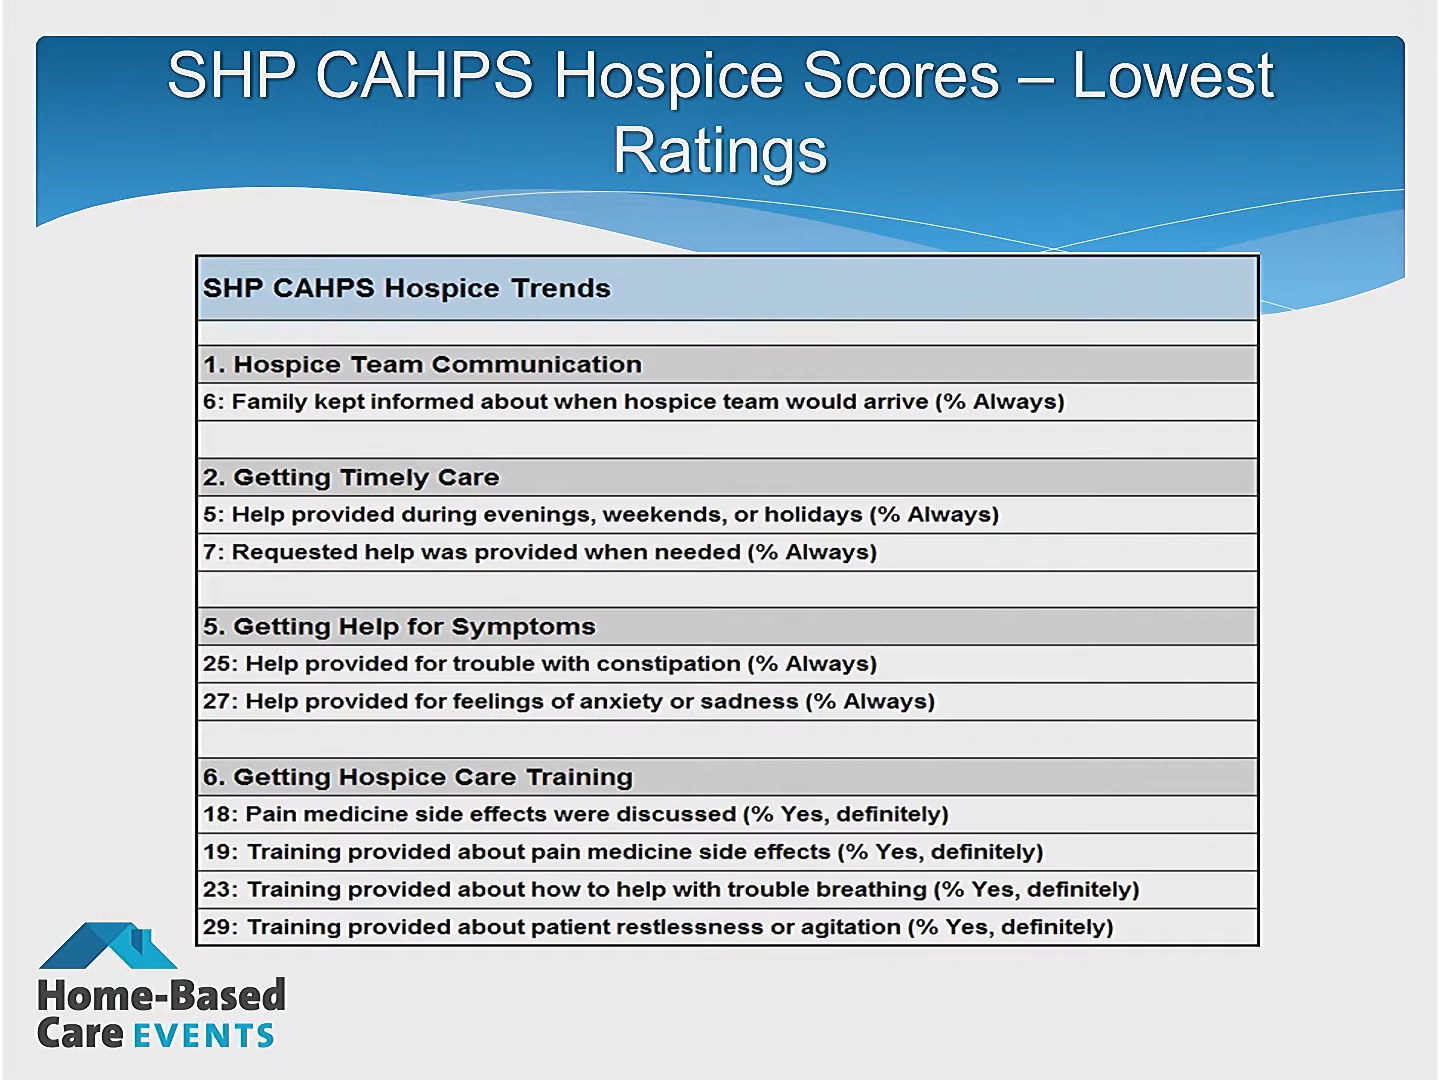 SHP CAHPS Hospice Scores – Lowest
Ratings
SHP CAHPS Hospice Trends
1. Hospice Team Communication
6: Family kept informed about when hospice team would arrive (% Always)
2. Getting Timely Care
5: Help provided during evenings, weekends, or holidays (% Always)
7: Requested help was provided when needed (% Always)
5. Getting Help for Symptoms
25: Help provided for trouble with constipation (% Always)
27: Help provided for feelings of anxiety or sadness (% Always)
6. Getting Hospice Care Training
18: Pain medicine side effects were discussed (% Yes, definitely)
19: Training provided about pain medicine side effects (% Yes, definitely)
23: Training provided about how to help with trouble breathing (% Yes, definitely)
29: Training provided about patient restlessness or agitation (% Yes, definitely)
Home-Based
Care EVENTS